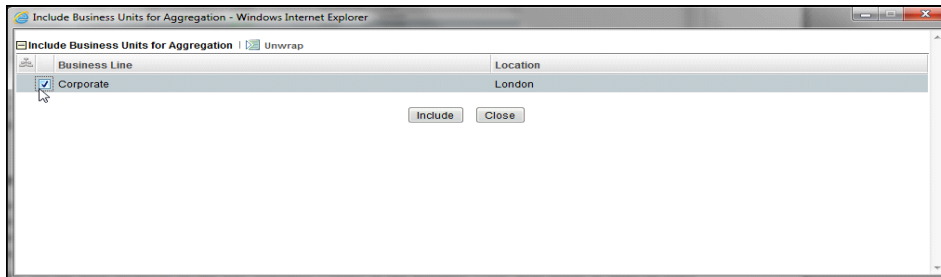 Include Business Units for Aggregation - Windows Internet Explorer
Include Business Units for Aggregation | Unwrap
Business Line Location
Corporate London
Include Close